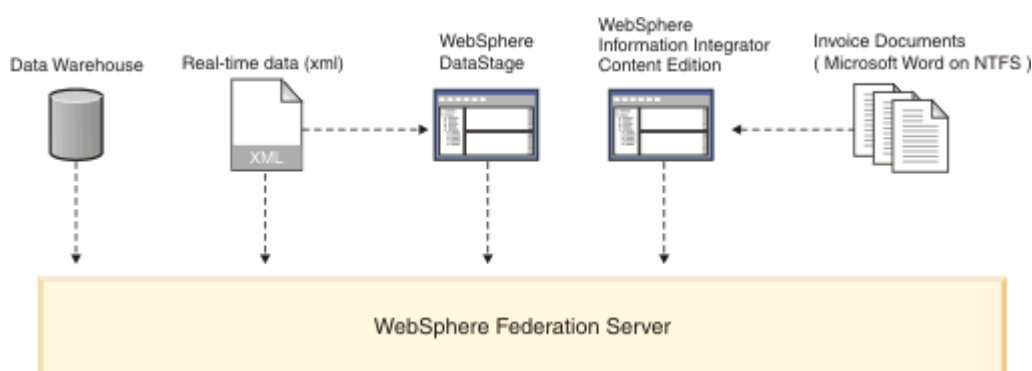 Data Warehouse
Real-time data (xml)
WebSphere
DataStage
WebSphere
Information Integrator
Content Edition
Invoice Documents
( Microsoft Word on NTFS )
XML
WebSphere Federation Server